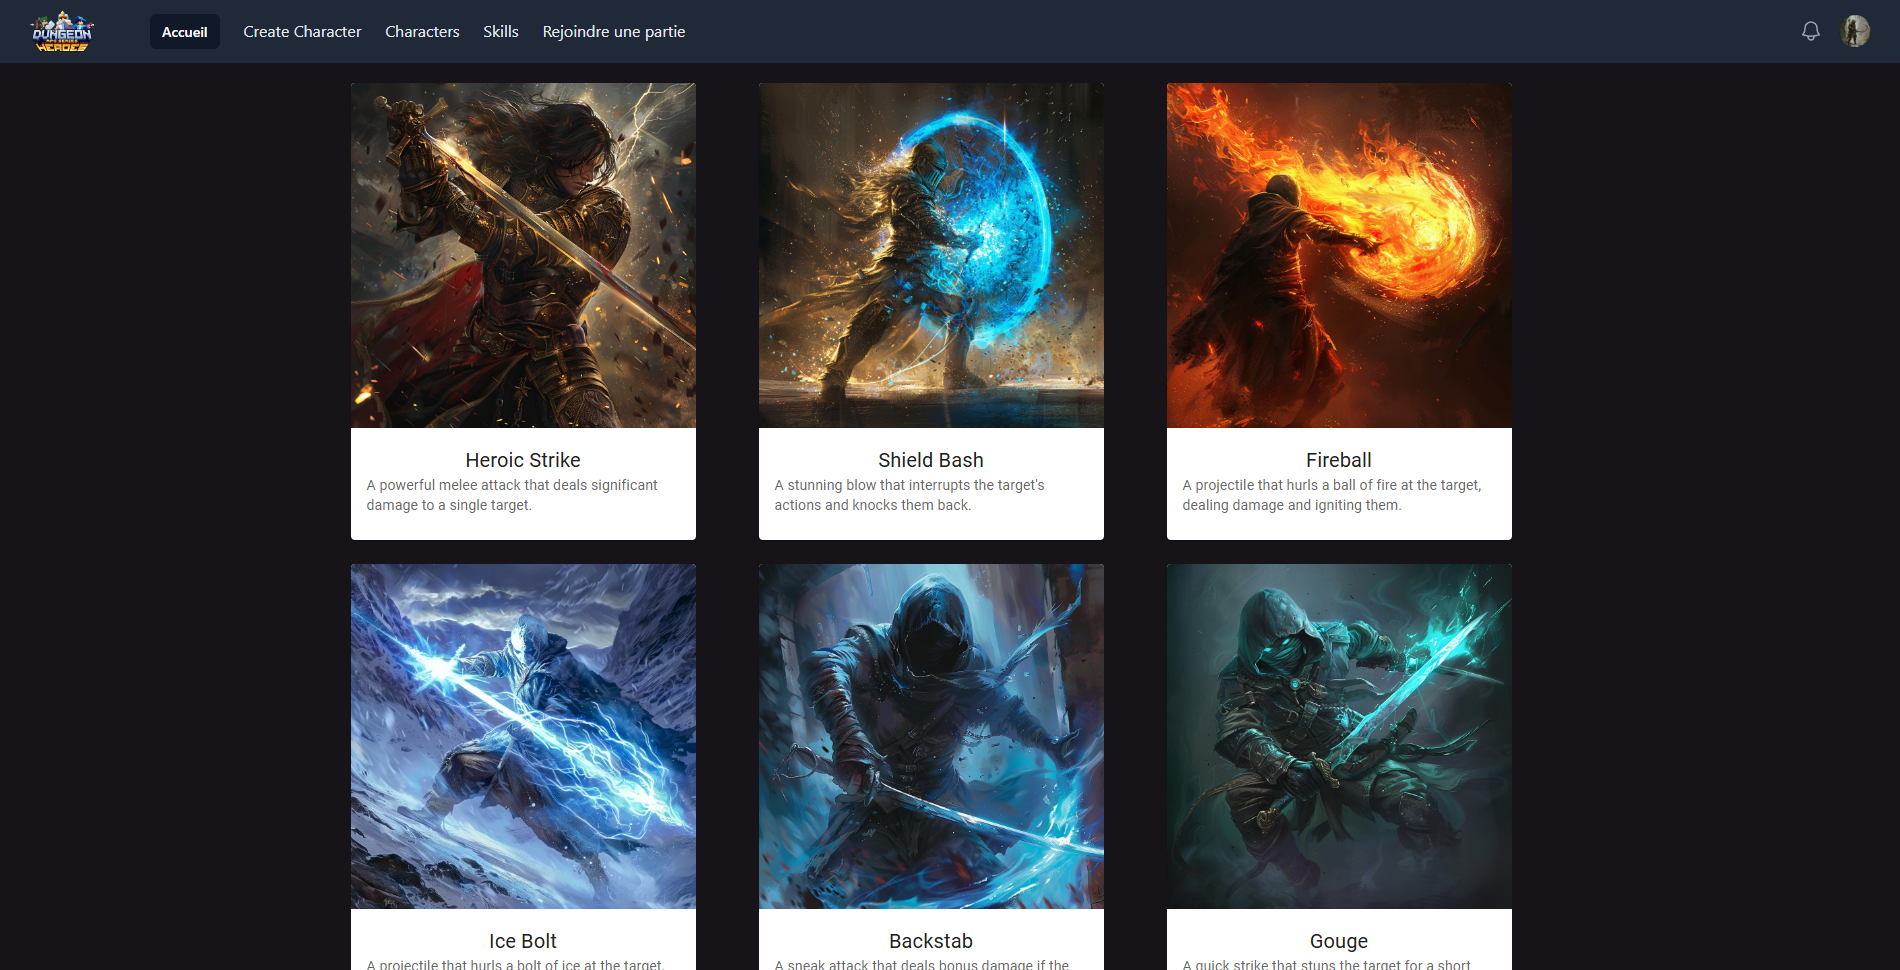 DUNGEON
RPG SERIES
HEROES
Accueil Create Character Characters Skills Rejoindre une partie
Heroic Strike
A powerful melee attack that deals significant
damage to a single target.
Shield Bash
A stunning blow that interrupts the target's
actions and knocks them back.
Fireball
A projectile that hurls a ball of fire at the target,
dealing damage and igniting them.
Ice Bolt
A projectile that hurls a bolt of ice at the target,
Backstab
A sneak attack that deals bonus damage if the
Gouge
A quick strike that stuns the target for a short